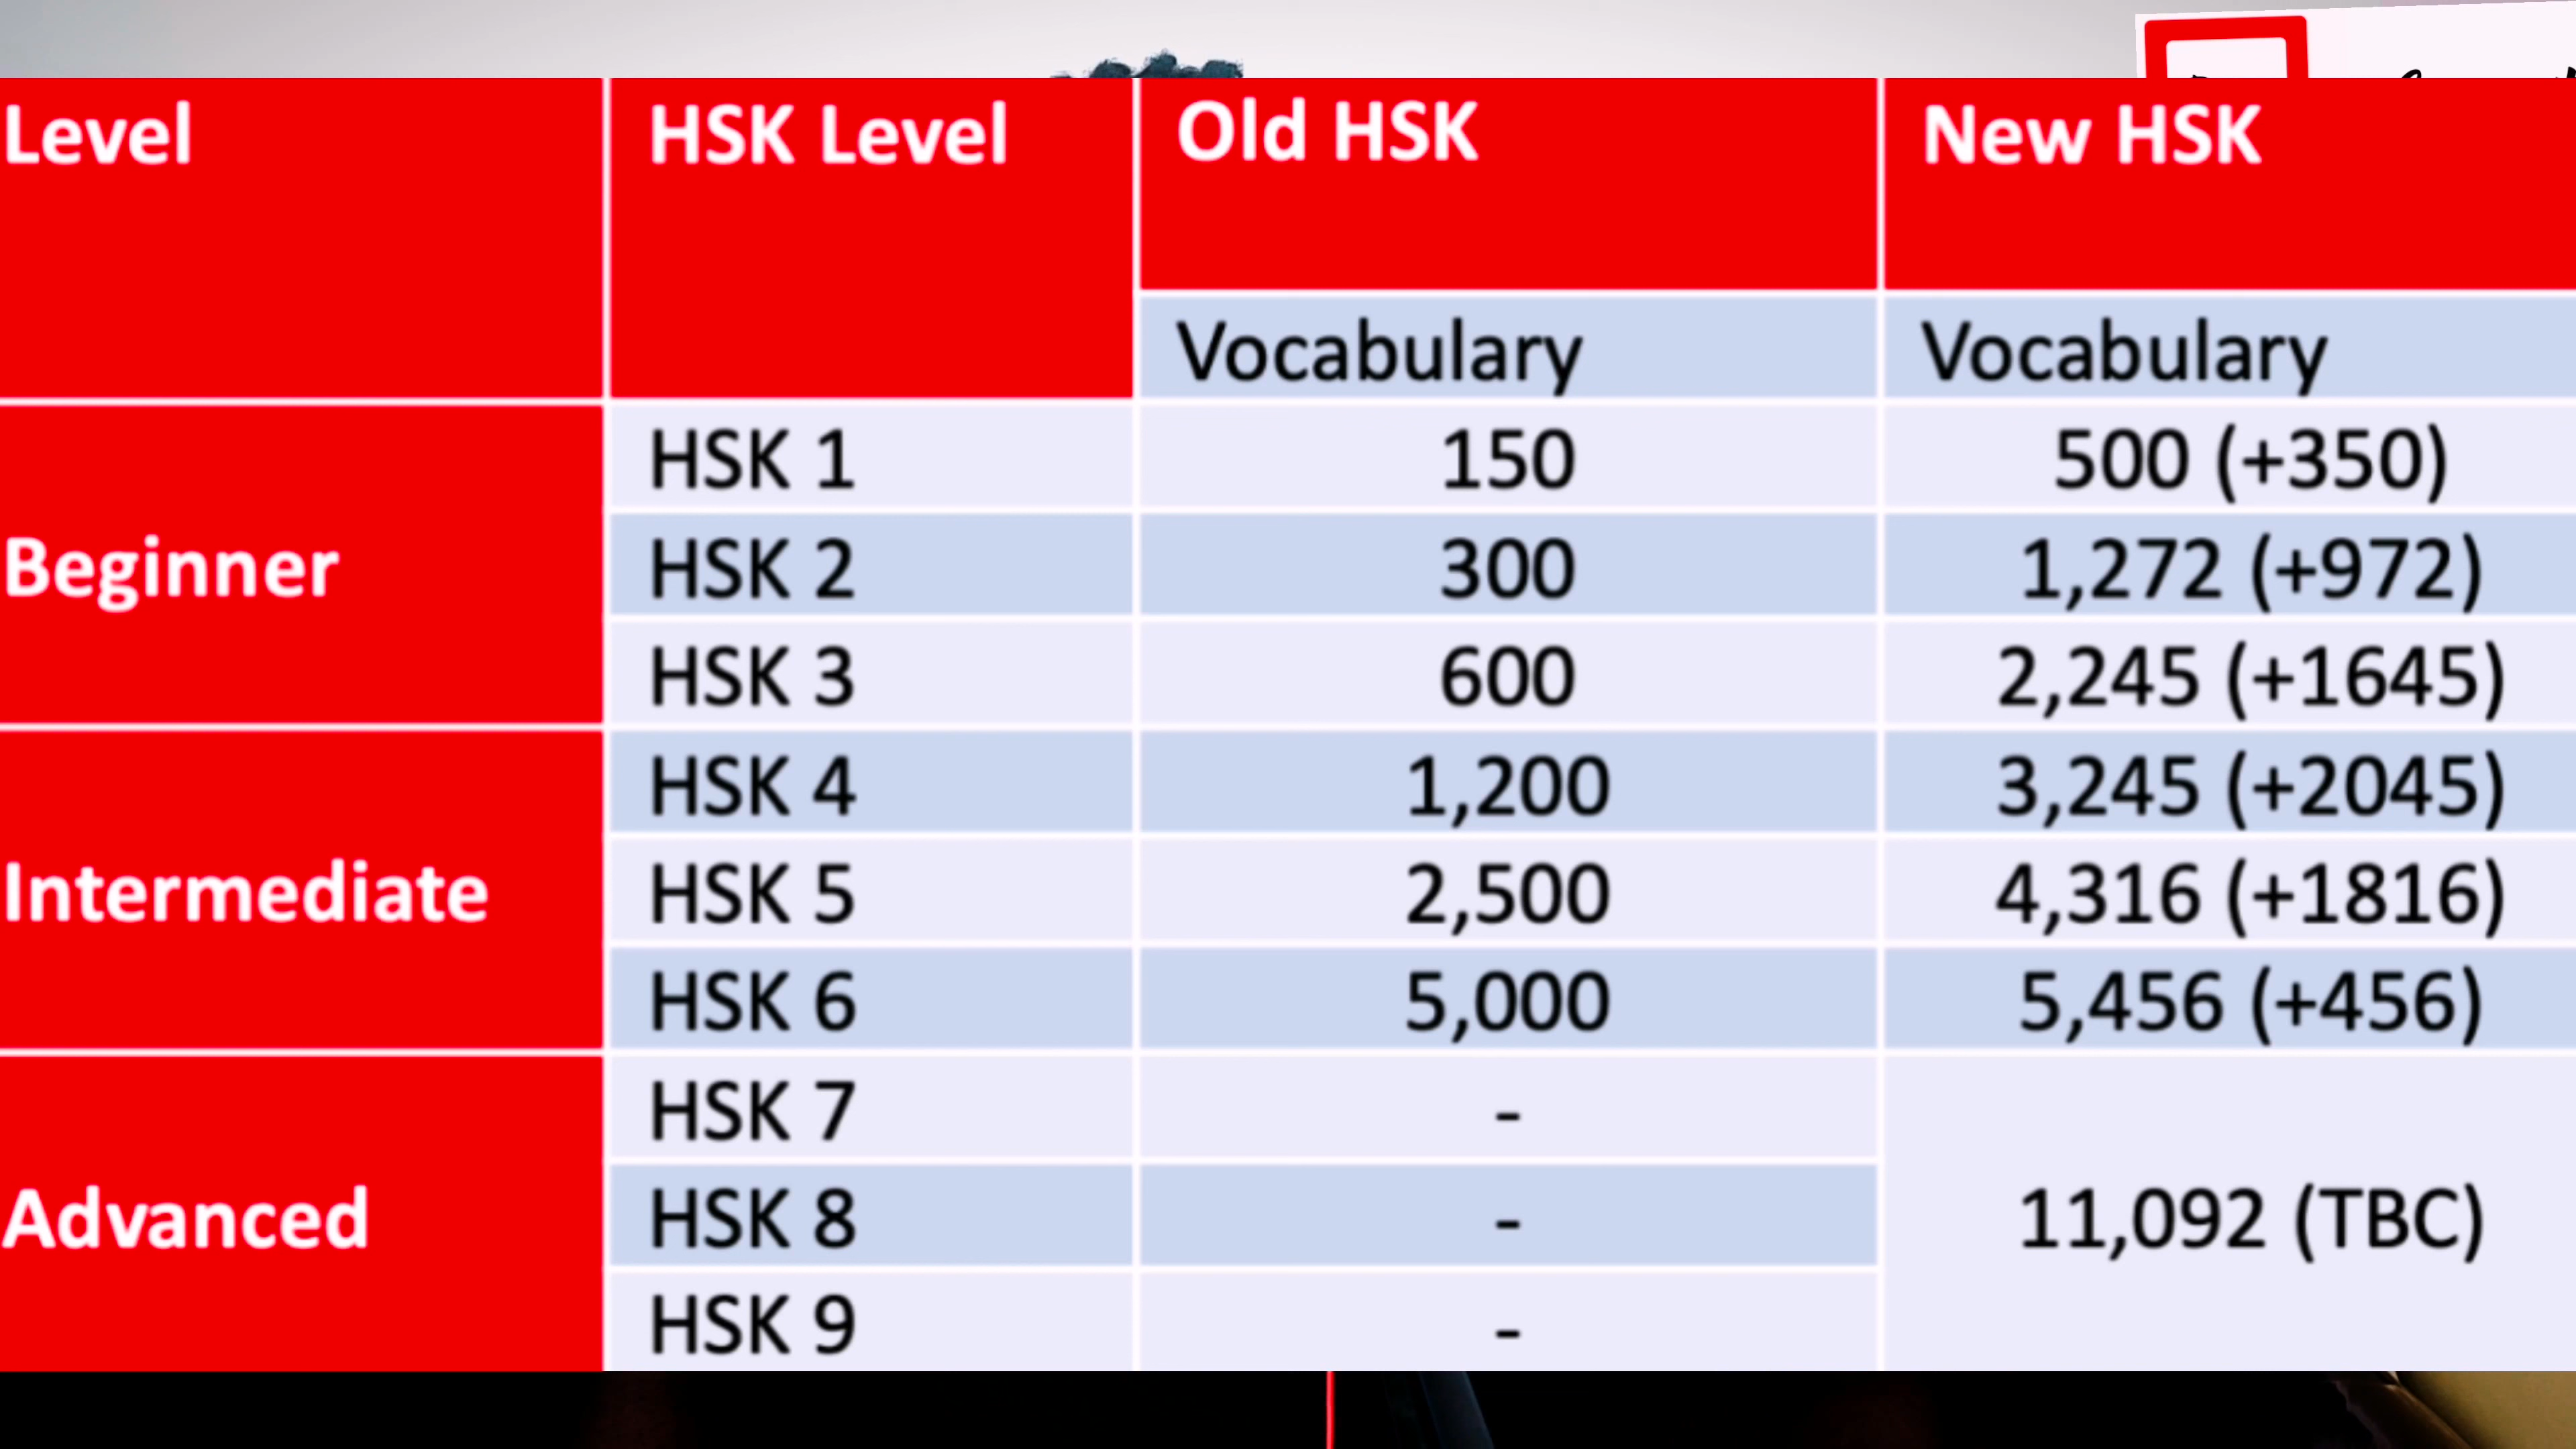 Level HSK Level Old HSK New HSK
Vocabulary Vocabulary
HSK 1 150 500 (+350)
Beginner HSK 2 300 1,272 (+972)
HSK 3 600 2,245 (+1645)
HSK 4 1,200 3,245 (+2045)
Intermediate HSK 5 2,500 4,316 (+1816)
HSK 6 5,000 5,456 (+456)
HSK 7 -
Advanced HSK 8 - 11,092 (TBC)
HSK 9 -